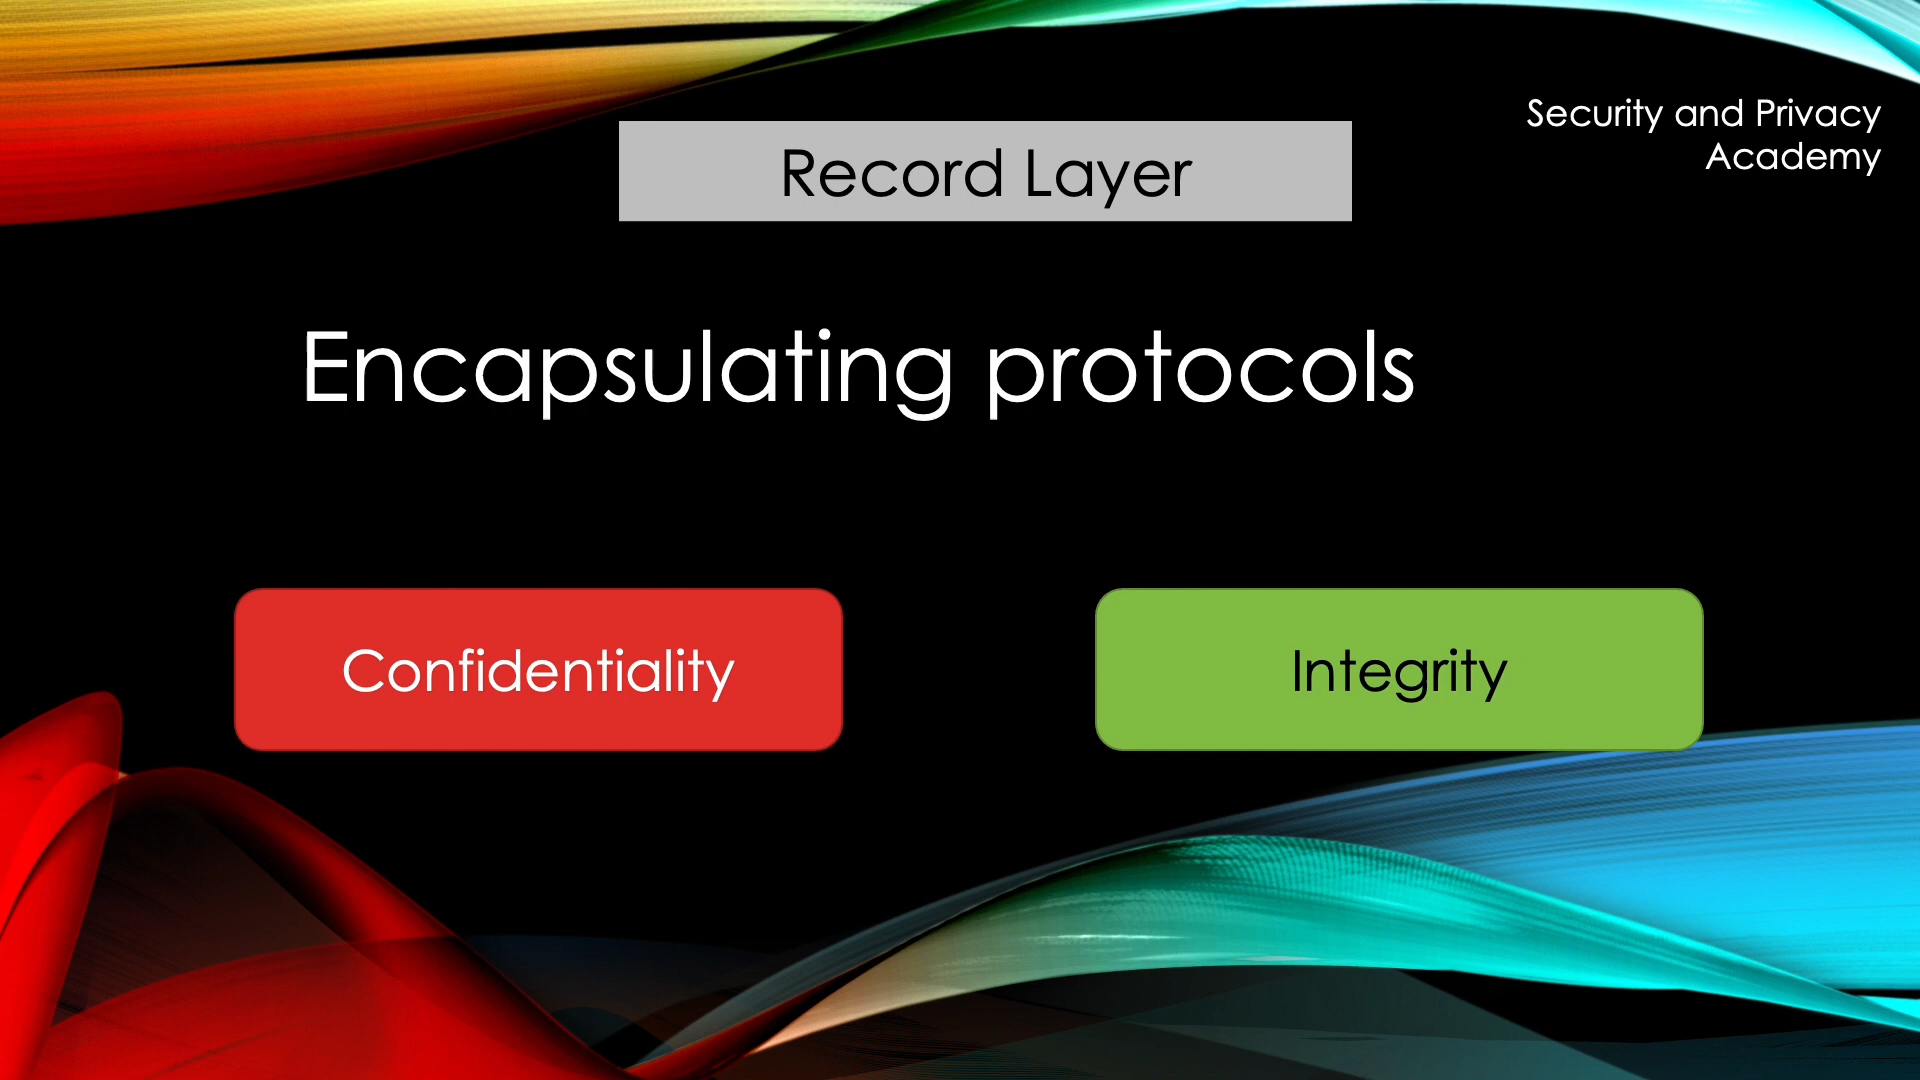 Security and Privacy
Academy
Record Layer
Encapsulating protocols
Confidentiality
Integrity